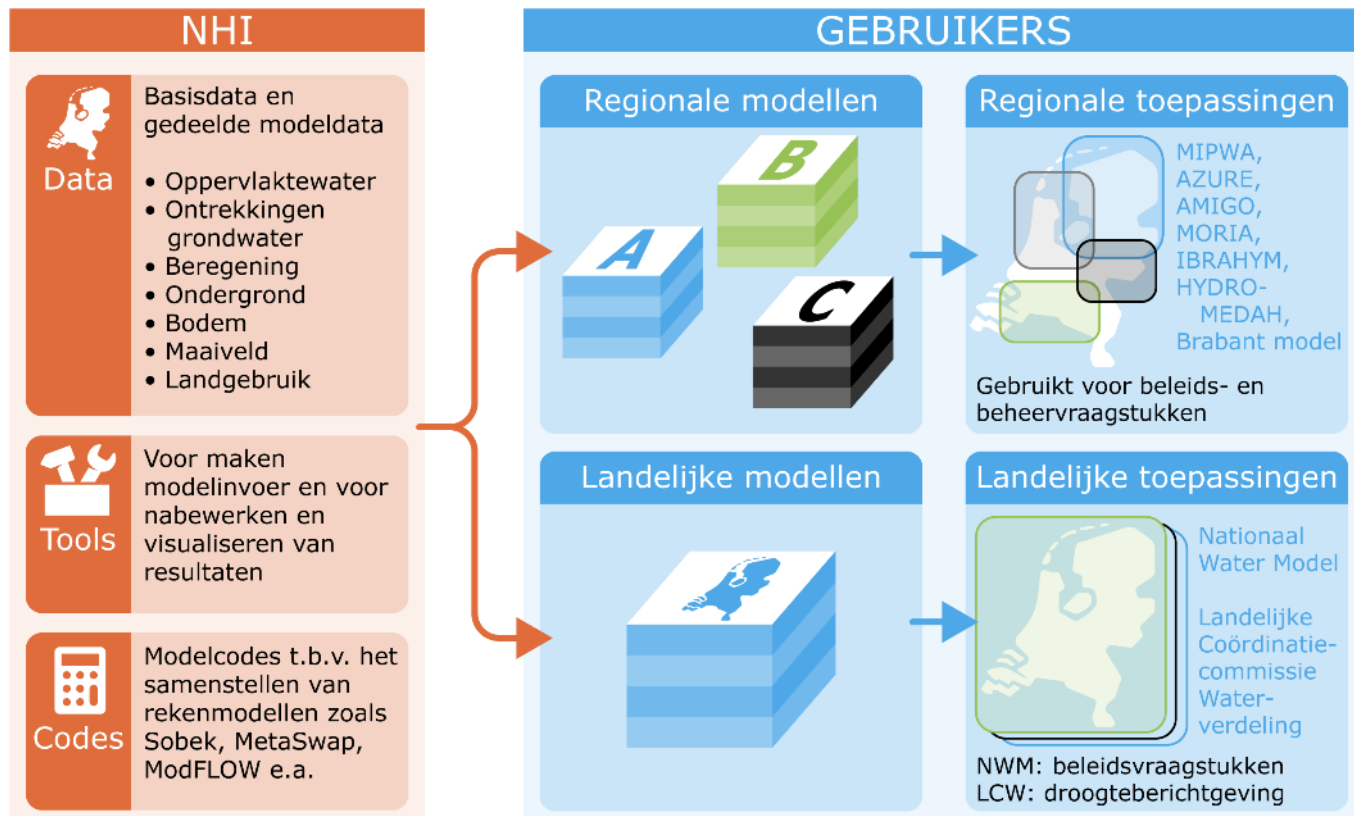 NHI
Data
Basisdata en
gedeelde modeldata
• Oppervlaktewater
• Ontrekkingen
grondwater
• Beregening
• Ondergrond
• Bodem
• Maaiveld
• Landgebruik
Tools
Voor maken
modelinvoer en voor
nabewerken en
visualiseren van
resultaten
Codes
Modelcodes t.b.v. het
samenstellen van
rekenmodellen zoals
Sobek, MetaSwap,
ModFLOW e.a.
GEBRUIKERS
Regionale modellen
A
B
C
Regionale toepassingen
MIPWA,
AZURE,
AMIGO,
MORIA,
IBRAHYM,
HYDRO-
MEDAH,
Brabant model
Gebruikt voor beleids- en
beheervraagstukken
Landelijke modellen
Landelijke toepassingen
Nationaal
Water Model
Landelijke
Coördinatie-
commissie
Water-
verdeling
NWM: beleidsvraagstukken
LCW: droogteberichtgeving